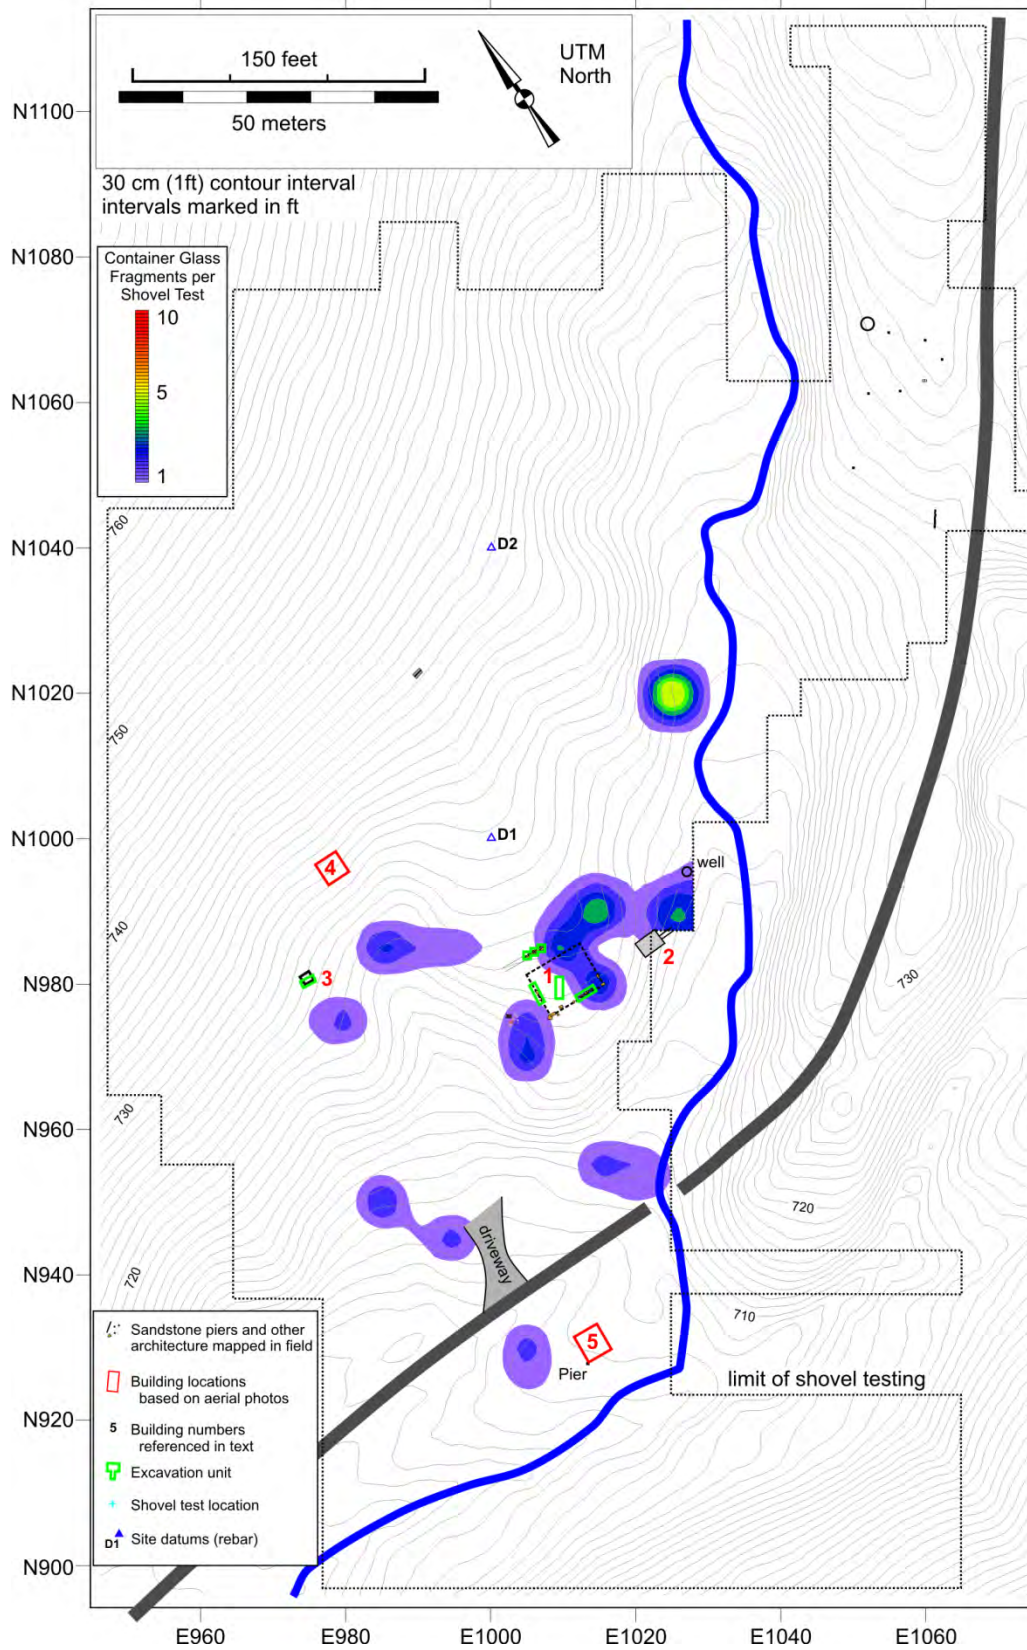 150 feet
50 meters
UTM
North
30 cm (1ft) contour interval
intervals marked in ft
Container Glass
Fragments per
Shovel Test
10
5
1
N1100
N1080
N1060
N1040
N1020
N1000
N980
N960
N940
N920
N900
760
750
740
730
720
D2
D1
4
well
3
1
2
730
720
710
driveway
5
Pier
limit of shovel testing
Sandstone piers and other
architecture mapped in field
Building locations
based on aerial photos
5 Building numbers
referenced in text
Excavation unit
Shovel test location
D1 Site datums (rebar)
E960 E980 E1000 E1020 E1040 E1060